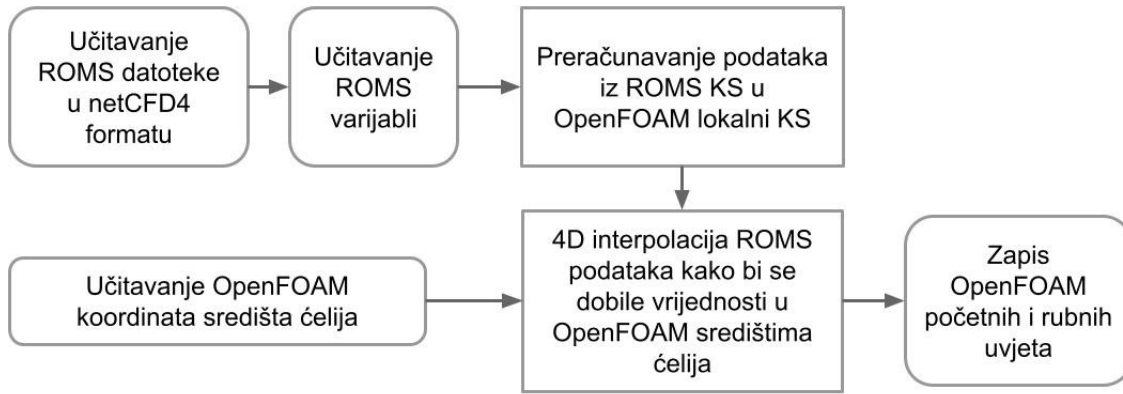 Učitavanje
ROMS datoteke
u netCFD4
formatu
Učitavanje
ROMS
varijabli
Preračunavanje podataka
iz ROMS KS u
OpenFOAM lokalni KS
Učitavanje OpenFOAM
koordinata središta ćelija
4D interpolacija ROMS
podataka kako bi se
dobile vrijednosti u
OpenFOAM središtima
ćelija
Zapis
OpenFOAM
početnih i rubnih
uvjeta